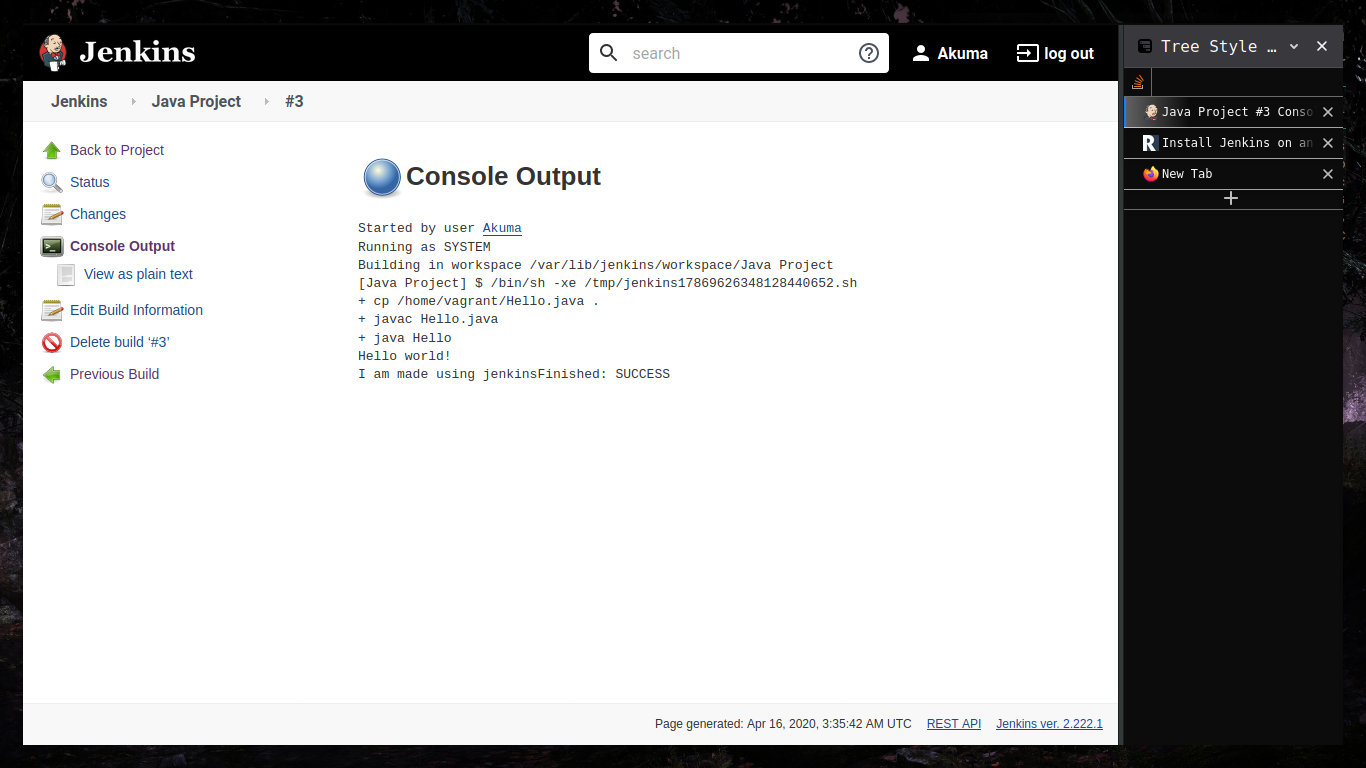 Jenkins
search
Akuma
log out
Jenkins
Java Project
#3
Back to Project
Status
Changes
Console Output
View as plain text
Edit Build Information
Delete build ‘#3’
Previous Build
Console Output
Started by user Akuma
Running as SYSTEM
Building in workspace /var/lib/jenkins/workspace/Java Project
[Java Project] $ /bin/sh -xe /tmp/jenkins17869626348128440652.sh
+ cp /home/vagrant/Hello.java .
+ javac Hello.java
+ java Hello
Hello world!
I am made using jenkinsFinished: SUCCESS
Page generated: Apr 16, 2020, 3:35:42 AM UTC
REST API
Jenkins ver. 2.222.1
Tree Style …
Java Project #3 Conso
Install Jenkins on an
New Tab